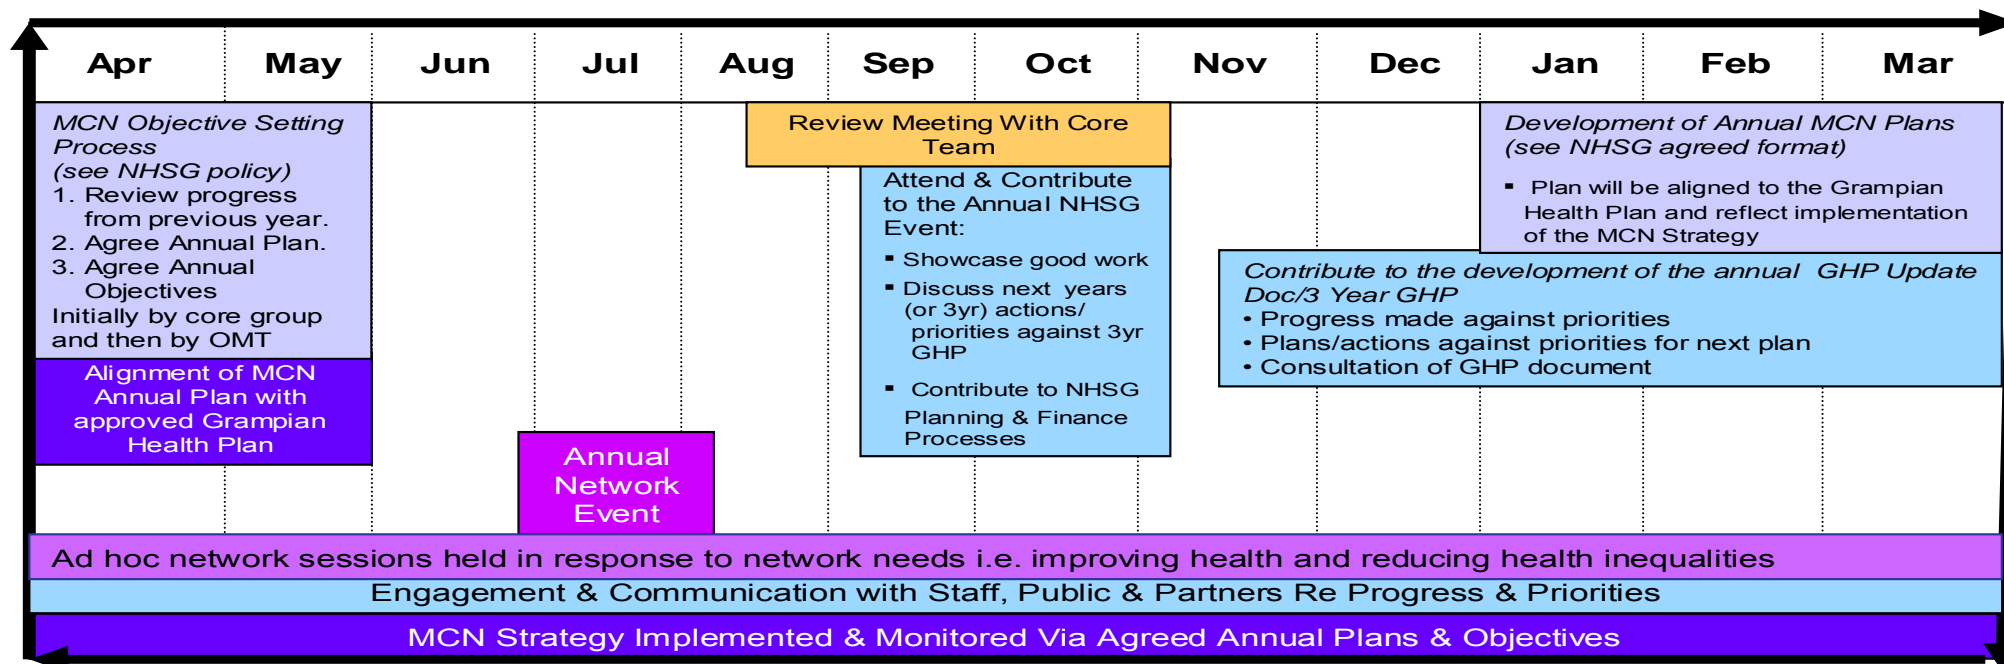 Apr May Jun Jul Aug Sep Oct Nov Dec Jan Feb Mar
MCN Objective Setting
Process
(see NHSG policy)
1. Review progress
from previous year.
2. Agree Annual Plan.
3. Agree Annual
Objectives
Initially by core group
and then by OMT
Alignment of MCN
Annual Plan with
approved Grampian
Health Plan
Annual
Network
Event
Review Meeting With Core
Team
Attend & Contribute
to the Annual NHSG
Event:
▪ Showcase good work
▪ Discuss next years
(or 3yr) actions/
priorities against 3yr
GHP
▪ Contribute to NHSG
Planning & Finance
Processes
Development of Annual MCN Plans
(see NHSG agreed format)
▪ Plan will be aligned to the Grampian
Health Plan and reflect implementation
of the MCN Strategy
Contribute to the development of the annual GHP Update
Doc/3 Year GHP
• Progress made against priorities
• Plans/actions against priorities for next plan
• Consultation of GHP document
Ad hoc network sessions held in response to network needs i.e. improving health and reducing health inequalities
Engagement & Communication with Staff, Public & Partners Re Progress & Priorities
MCN Strategy Implemented & Monitored Via Agreed Annual Plans & Objectives